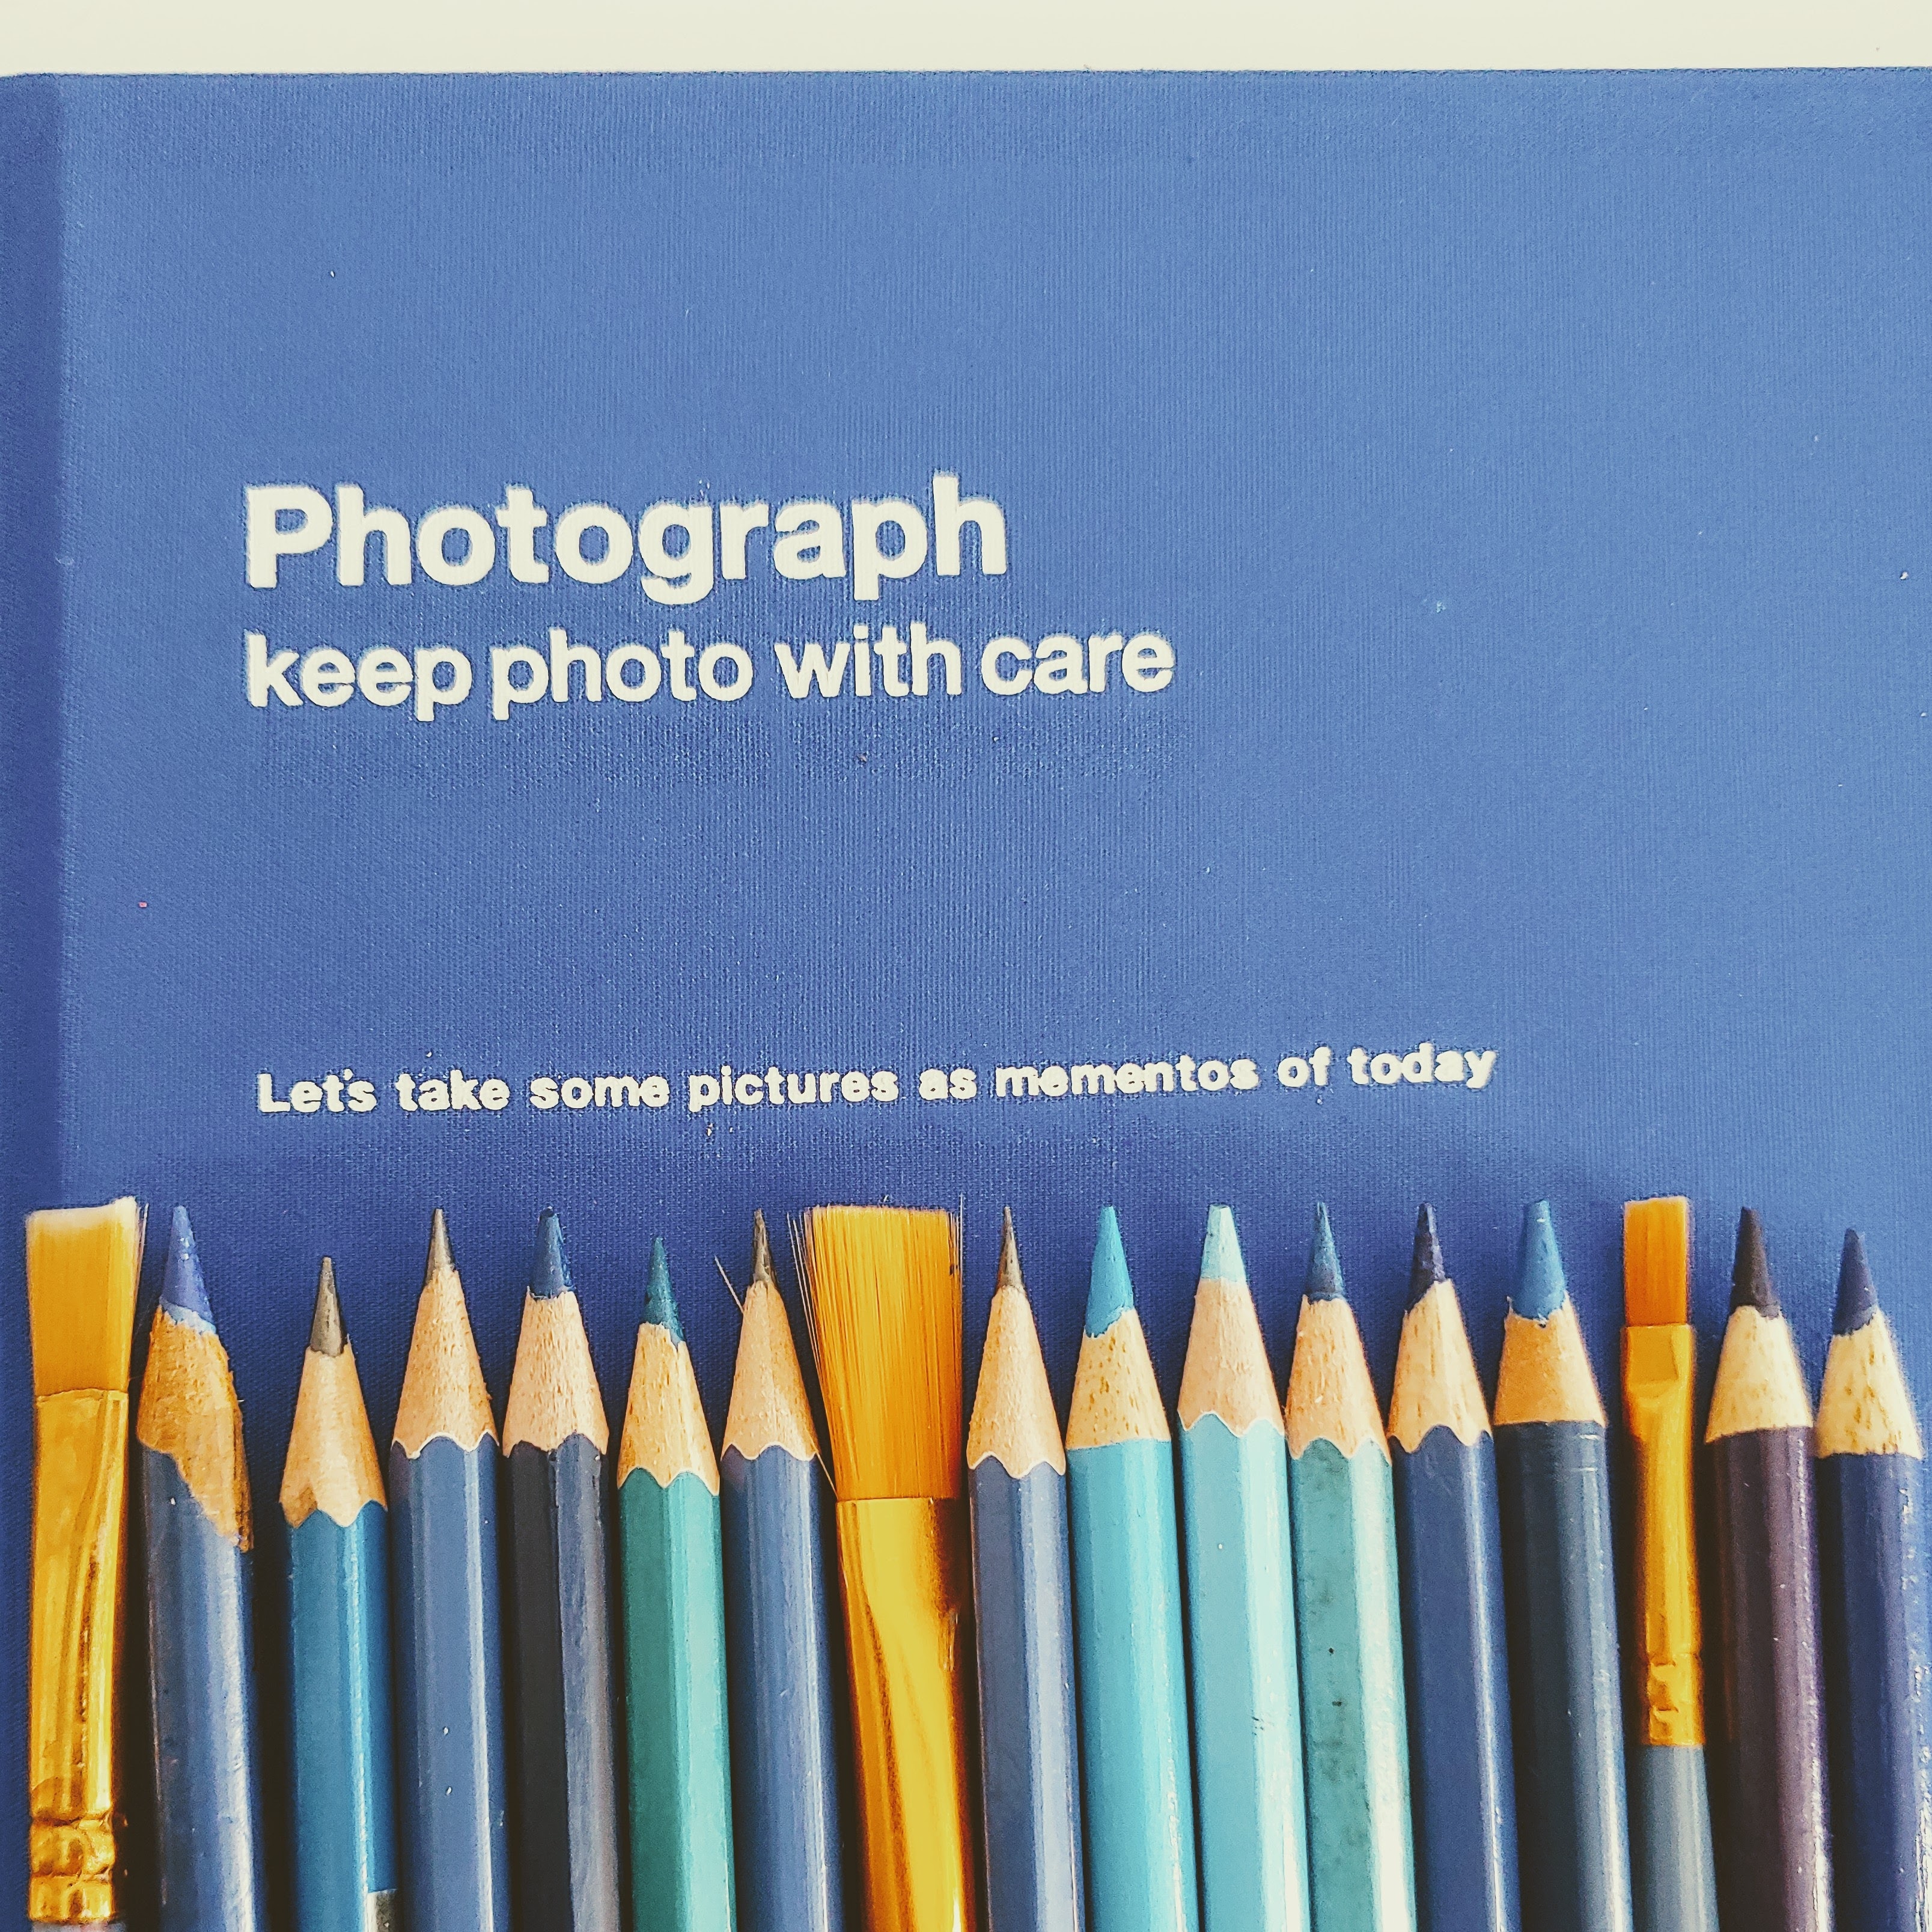 Photograph
keep photo with care
Let's take some pictures as mementos of today